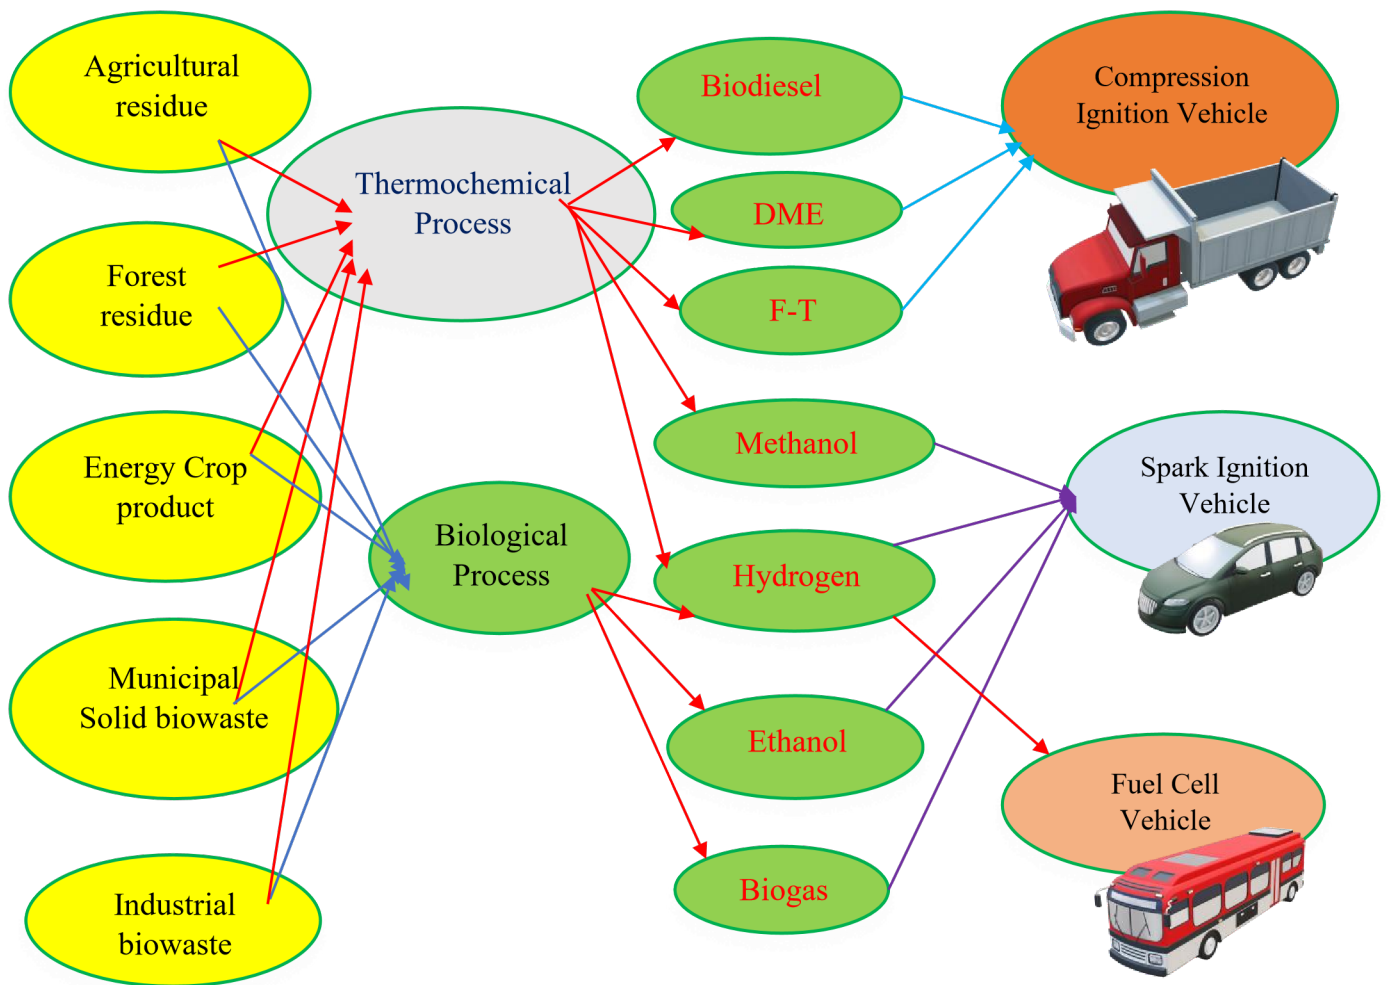 Agricultural
residue
Forest
residue
Energy Crop
product
Municipal
Solid biowaste
Industrial
biowaste
Thermochemical
Process
Biological
Process
Biodiesel
DME
F-T
Methanol
Hydrogen
Ethanol
Biogas
Compression
Ignition Vehicle
Spark Ignition
Vehicle
Fuel Cell
Vehicle